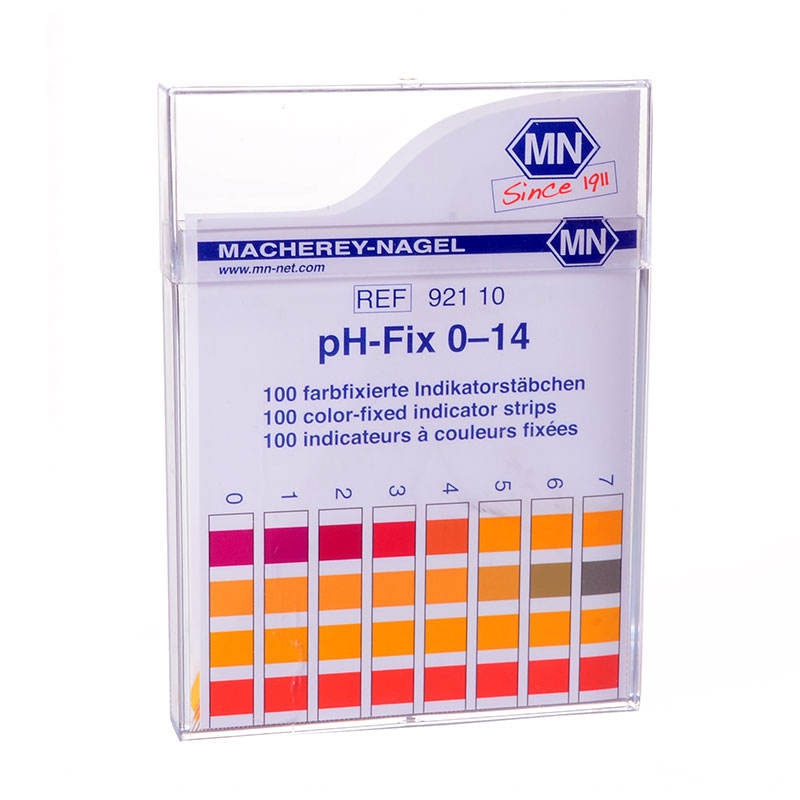 MN
Since 1911
MACHEREY-NAGEL MN
www.mn-net.com
REF 921 10
pH-Fix 0–14
100 farbfixierte Indikatorstäbchen
100 color-fixed indicator strips
100 indicateurs à couleurs fixées
0 1 2 3 4 5 6 7